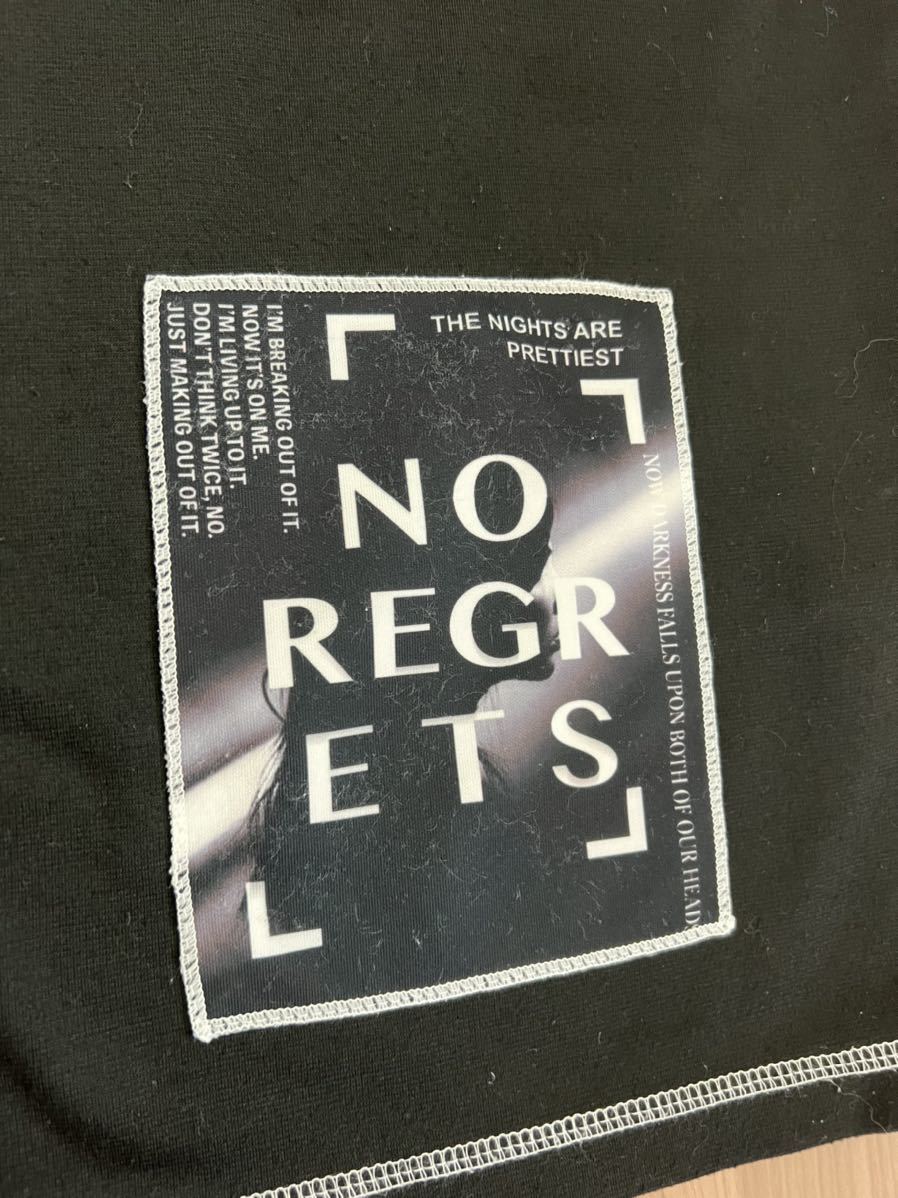 THE NIGHTS ARE
PRETTIEST
I'M BREAKING OUT OF IT.
NOW IT'S ON ME.
I'M LIVING UP TO IT.
DON'T THINK TWICE, NO.
JUST MAKING OUT OF IT.
NO
REGR
ETS
NOW DARKNESS FALLS UPON BOTH OF OUR HEAD